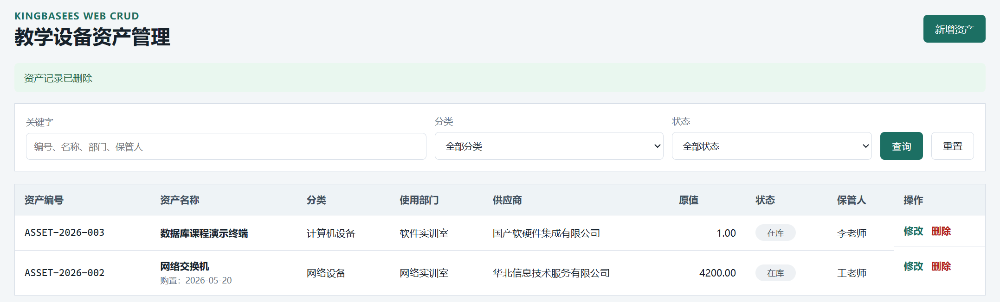 KINGBASEES WEB CRUD
教学设备资产管理
新增资产
资产记录已删除
关键字 分类 状态
编号、名称、部门、保管人 全部分类 全部状态 查询 重置
资产编号 资产名称 分类 使用部门 供应商 原值 状态 保管人 操作
ASSET-2026-003 数据库课程演示终端 计算机设备 软件实训室 国产软硬件集成有限公司 1.00 在库 李老师 修改 删除
ASSET-2026-002 网络交换机 网络设备 网络实训室 华北信息技术服务有限公司 4200.00 在库 王老师 修改 删除
购置：2026-05-20